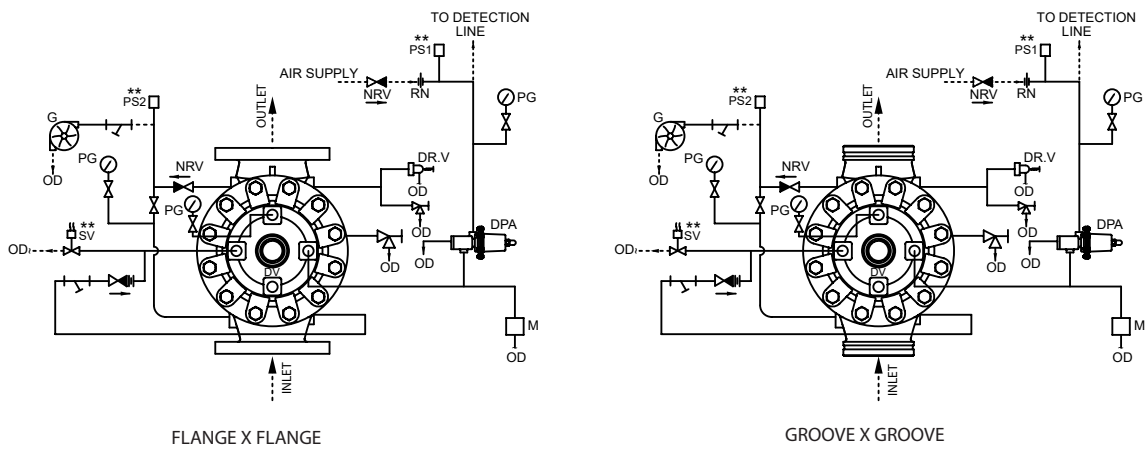 TO DETECTION
LINE
**
PS1
AIR SUPPLY
NRV
RN
PG
**
PS2
G
OD
PG
NRV
OUTLET
DR.V
OD
OD
PG
**
SV
OD
DV
OD
OD
DPA
M
OD
INLET
FLANGE X FLANGE
TO DETECTION
LINE
**
PS1
AIR SUPPLY
NRV
RN
PG
**
PS2
G
OD
PG
NRV
OUTLET
DR.V
OD
OD
PG
**
SV
OD
DV
OD
OD
DPA
M
OD
INLET
GROOVE X GROOVE